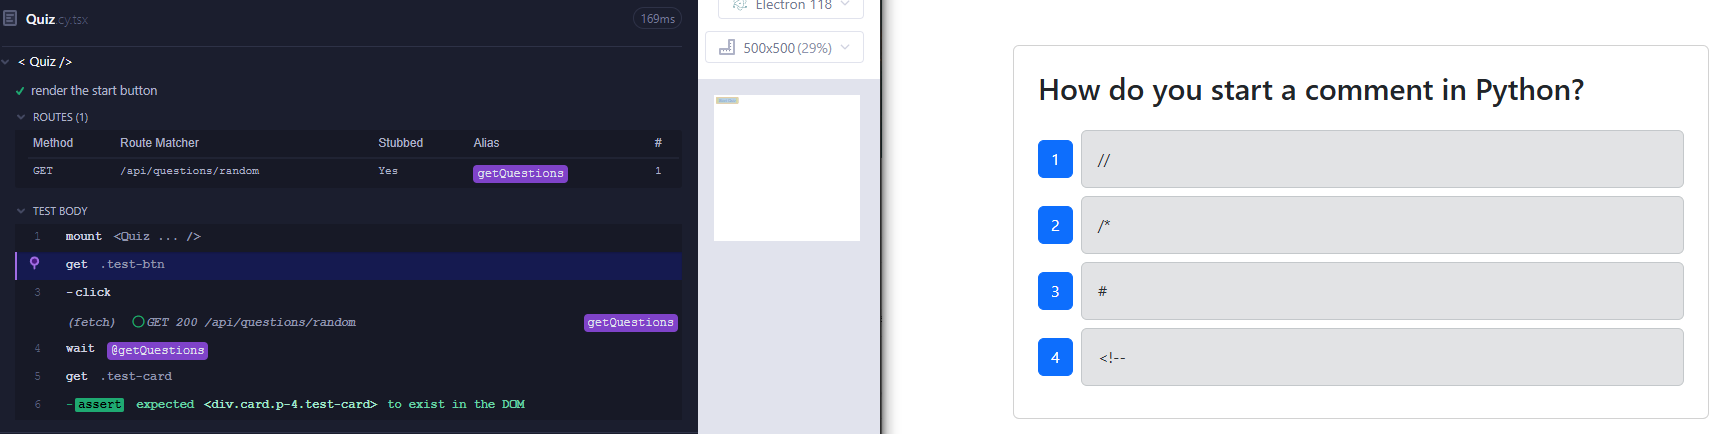 Quiz.cy.tsx 169ms
< Quiz />
render the start button
ROUTES (1)
Method Route Matcher Stubbed Alias #
GET /api/questions/random Yes getQuestions 1
TEST BODY
1 mount <Quiz ... />
get .test-btn
3 -click
(fetch) GET 200 /api/questions/random getQuestions
4 wait @getQuestions
5 get .test-card
6 -assert expected <div.card.p-4.test-card> to exist in the DOM
Electron 118
500x500 (29%)
How do you start a comment in Python?
1 //
2 /*
3 #
4 <!--